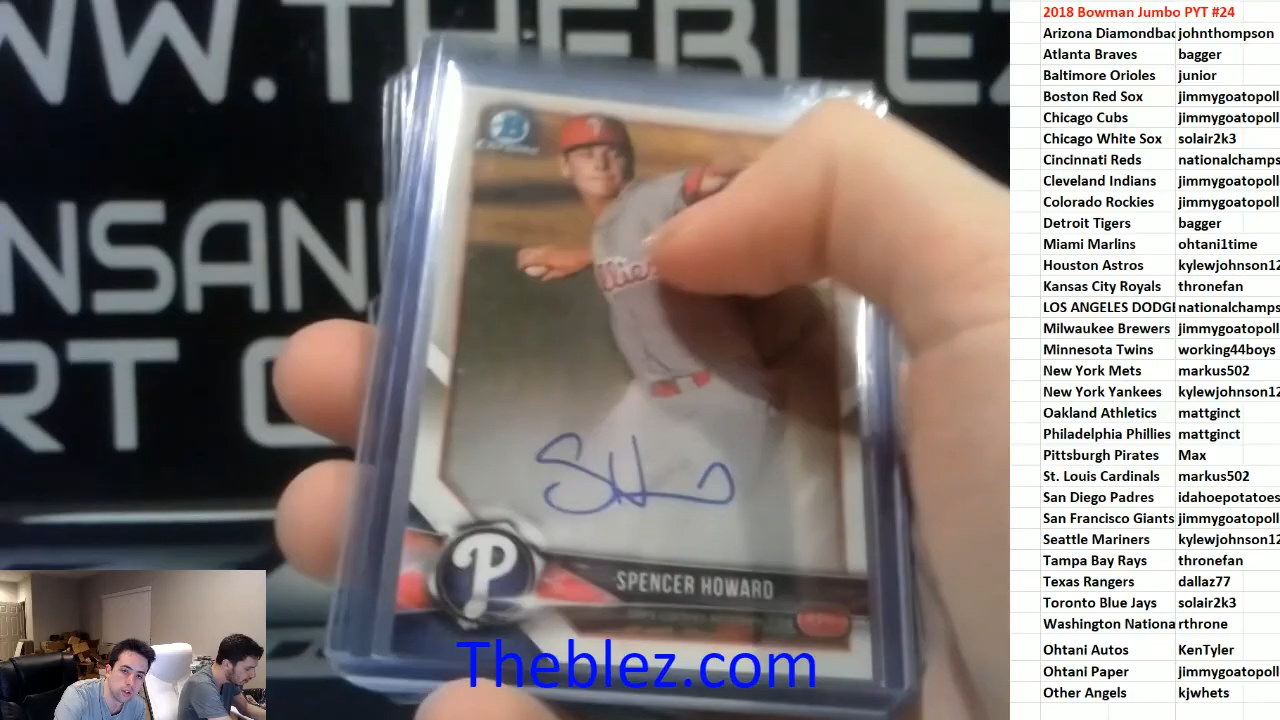 WW.THEBLEZ
NSAN
RT C
B
llies
SH
P
SPENCER HOWARD
Theblez.com
2018 Bowman Jumbo PYT #24
Arizona Diamondbac johnthompson
Atlanta Braves bagger
Baltimore Orioles junior
Boston Red Sox jimmygoatopoll
Chicago Cubs jimmygoatopoll
Chicago White Sox solair2k3
Cincinnati Reds nationalchamps
Cleveland Indians jimmygoatopoll
Colorado Rockies jimmygoatopoll
Detroit Tigers bagger
Miami Marlins ohtani1time
Houston Astros kylewjohnson12
Kansas City Royals thronefan
LOS ANGELES DODG nationalchamps
Milwaukee Brewers jimmygoatopoll
Minnesota Twins working44boys
New York Mets markus502
New York Yankees kylewjohnson12
Oakland Athletics mattginct
Philadelphia Phillies mattginct
Pittsburgh Pirates Max
St. Louis Cardinals markus502
San Diego Padres idahoepotatoes
San Francisco Giants jimmygoatopoll
Seattle Mariners kylewjohnson12
Tampa Bay Rays thronefan
Texas Rangers dallaz77
Toronto Blue Jays solair2k3
Washington Nationa rthrone
Ohtani Autos KenTyler
Ohtani Paper jimmygoatopoll
Other Angels kjwhets